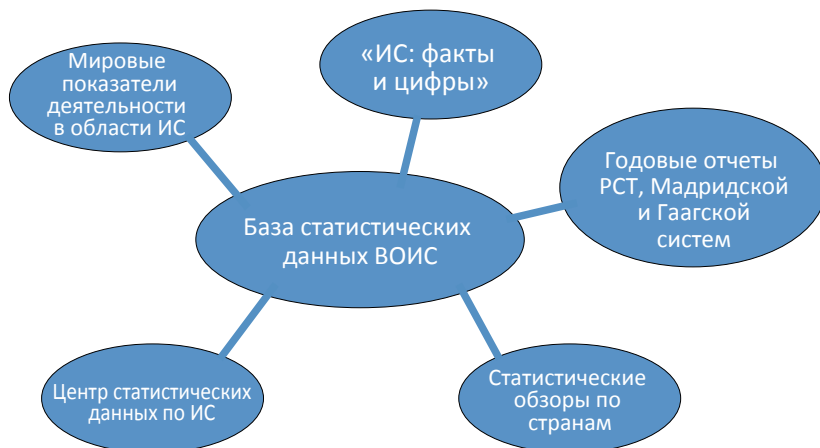 Мировые
показатели
деятельности
в области ИС
«ИС: факты
и цифры»
Годовые отчеты
PCT, Мадридской
и Гаагской
систем
База статистических
данных ВОИС
Центр статистических
данных по ИС
Статистические
обзоры по
странам